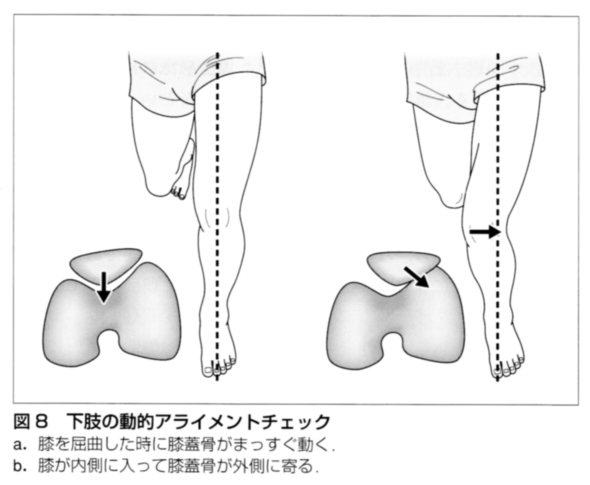 図8 下肢の動的アライメントチェック
a. 膝を屈曲した時に膝蓋骨がまっすぐ動く.
b. 膝が内側に入って膝蓋骨が外側に寄る.